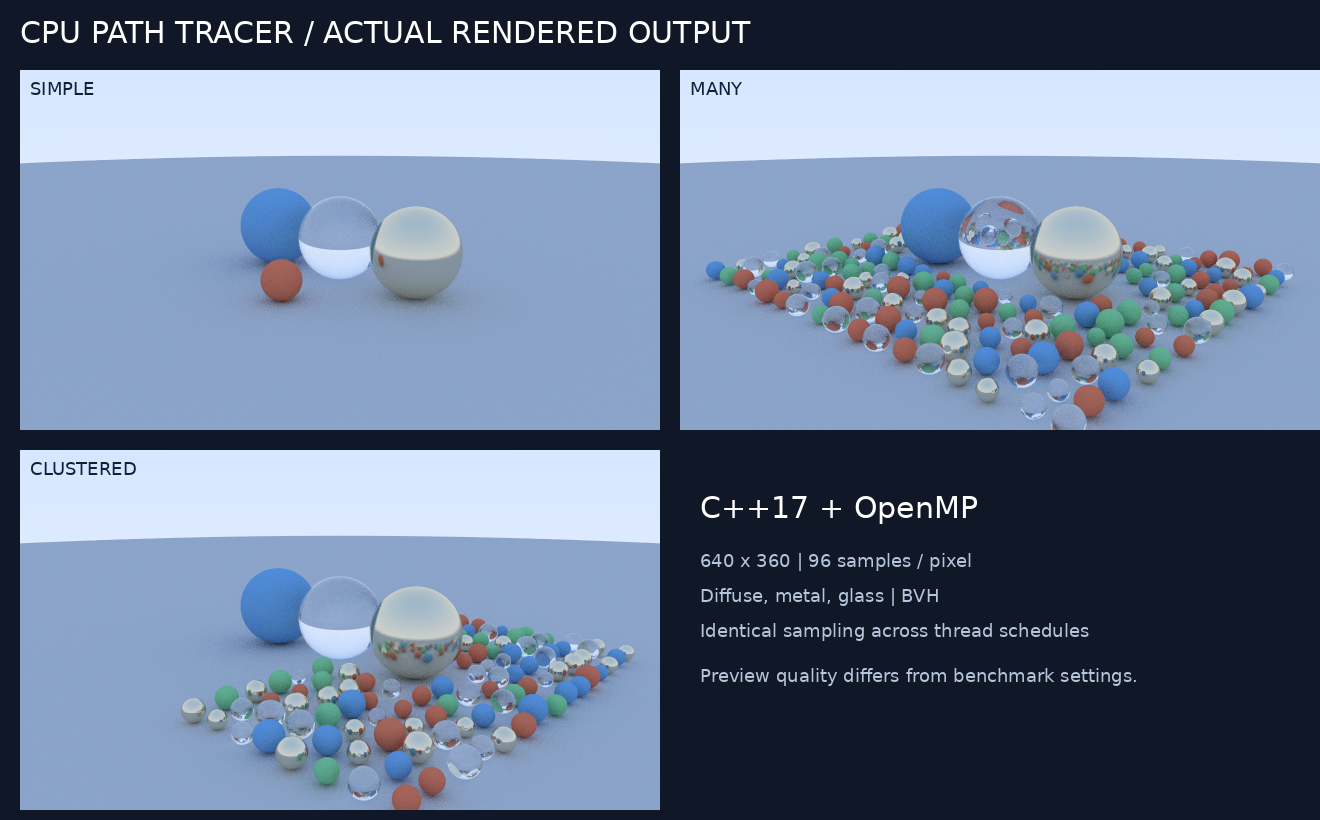 CPU PATH TRACER / ACTUAL RENDERED OUTPUT
SIMPLE
MANY
CLUSTERED
C++17 + OpenMP
640 x 360 | 96 samples / pixel
Diffuse, metal, glass | BVH
Identical sampling across thread schedules
Preview quality differs from benchmark settings.